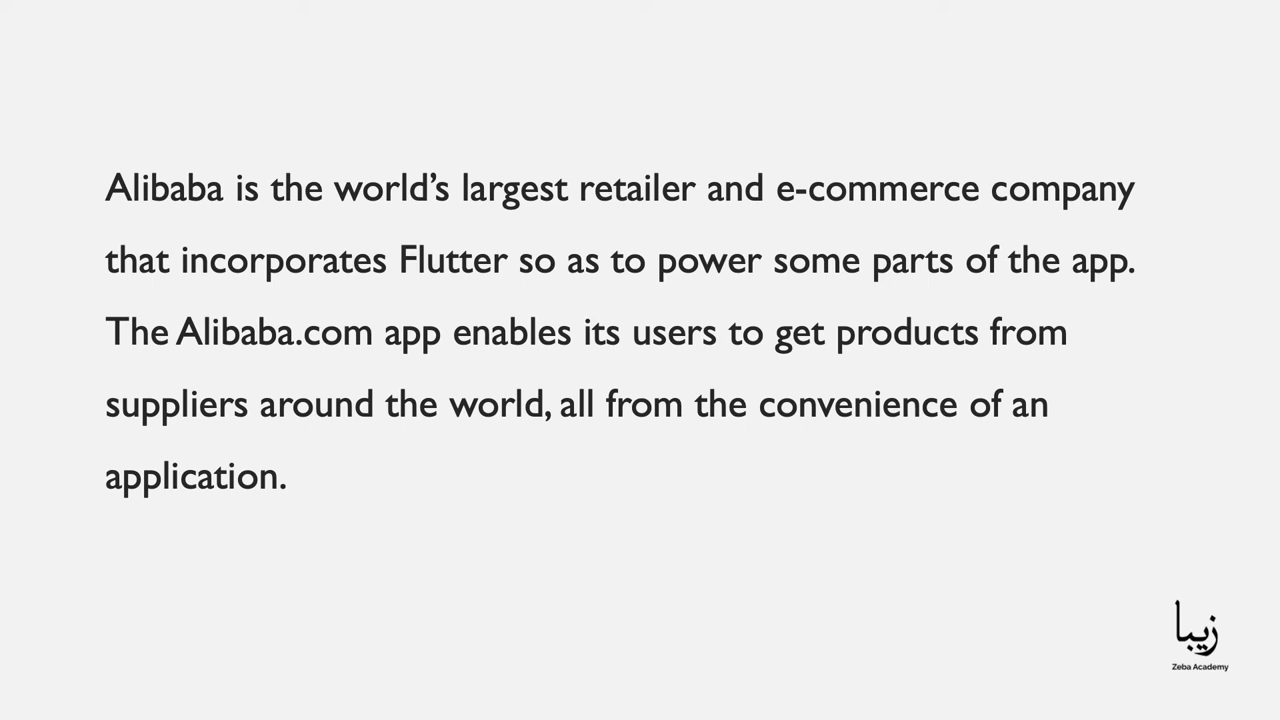 Alibaba is the world’s largest retailer and e-commerce company
that incorporates Flutter so as to power some parts of the app.
The Alibaba.com app enables its users to get products from
suppliers around the world, all from the convenience of an
application.
زيبا
Zeba Academy